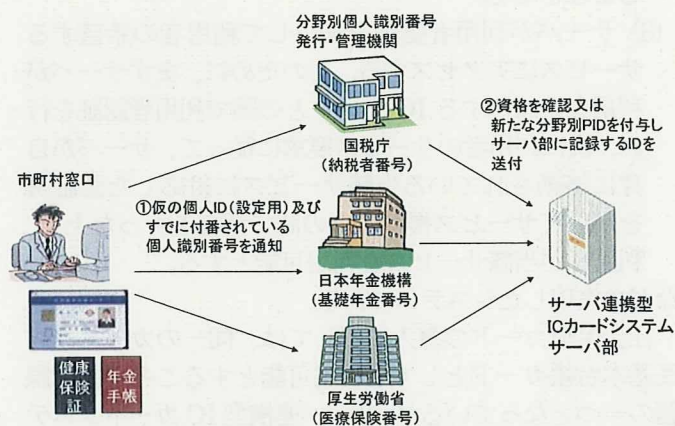 分野別個人識別番号
発行・管理機関
国税庁
(納税者番号)
②資格を確認又は
新たな分野別PIDを付与し
サーバ部に記録するIDを
送付
市町村窓口
①仮の個人ID(設定用)及び
すでに付番されている
個人識別番号を通知
日本年金機構
(基礎年金番号)
サーバ連携型
ICカードシステム
サーバ部
健康
保険
証
年金
手帳
厚生労働省
(医療保険番号)